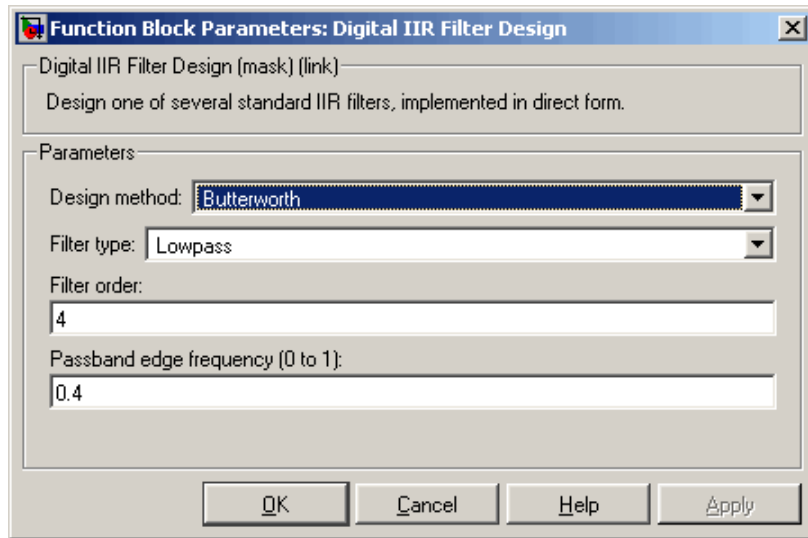 Function Block Parameters: Digital IIR Filter Design
Digital IIR Filter Design (mask) (link)
Design one of several standard IIR filters, implemented in direct form.
Parameters
Design method: Butterworth
Filter type: Lowpass
Filter order:
4
Passband edge frequency (0 to 1):
0.4
OK Cancel Help Apply